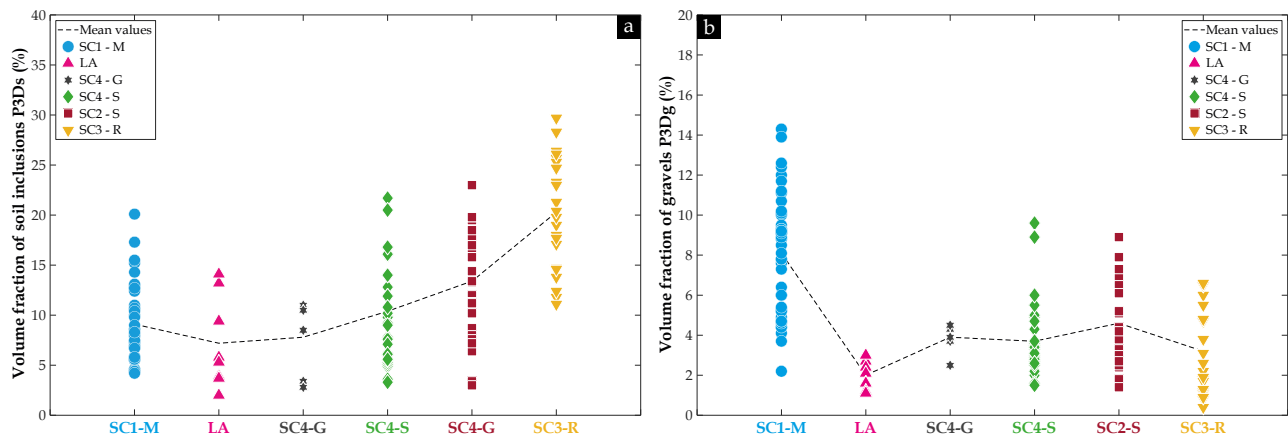 Volume fraction of soil inclusions P3Ds (%)
40
35
30
25
20
15
10
5
0
Mean values
SC1 - M
LA
SC4 - G
SC4 - S
SC2 - S
SC3 - R
a
SC1-M LA SC4-G SC4-S SC4-G SC3-R
Volume fraction of gravels P3Dg (%)
20
18
16
14
12
10
8
6
4
2
0
b
Mean values
SC1 - M
LA
SC4 - G
SC4 - S
SC2 - S
SC3 - R
SC1-M LA SC4-G SC4-S SC2-S SC3-R